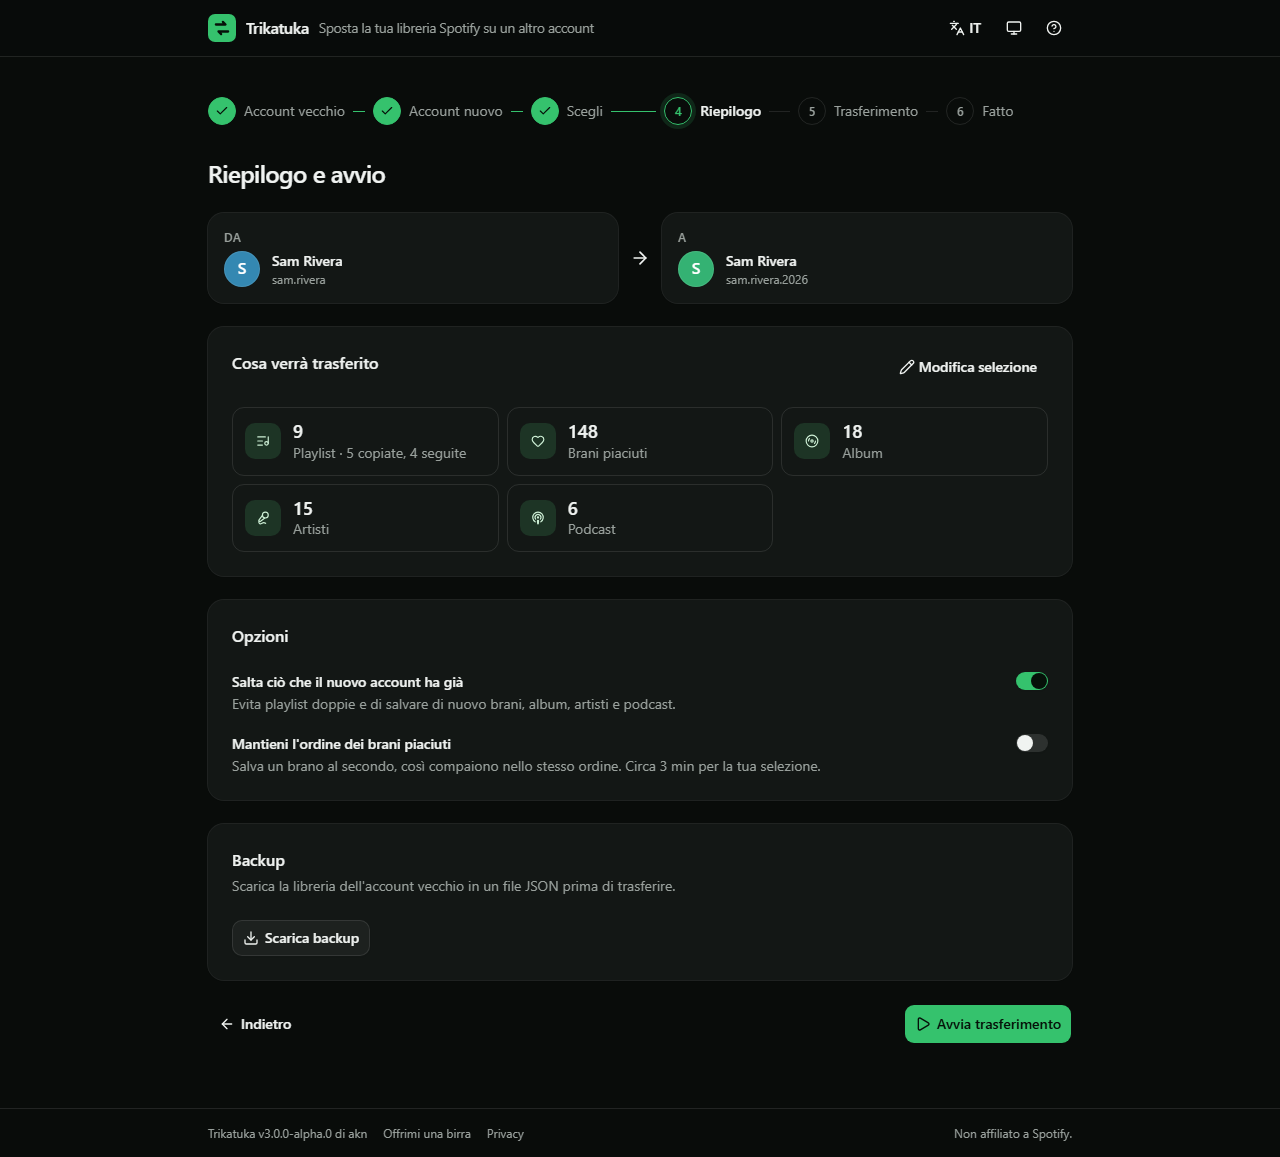 Trikatuka Sposta la tua libreria Spotify su un altro account IT
Account vecchio Account nuovo Scegli 4 Riepilogo 5 Trasferimento 6 Fatto
Riepilogo e avvio
DA
S Sam Rivera
sam.rivera
A
S Sam Rivera
sam.rivera.2026
Cosa verrà trasferito
Modifica selezione
9
Playlist · 5 copiate, 4 seguite
148
Brani piaciuti
18
Album
15
Artisti
6
Podcast
Opzioni
Salta ciò che il nuovo account ha già
Evita playlist doppie e di salvare di nuovo brani, album, artisti e podcast.
Mantieni l'ordine dei brani piaciuti
Salva un brano al secondo, così compaiono nello stesso ordine. Circa 3 min per la tua selezione.
Backup
Scarica la libreria dell'account vecchio in un file JSON prima di trasferire.
Scarica backup
Indietro
Avvia trasferimento
Trikatuka v3.0.0-alpha.0 di akn Offrimi una birra Privacy Non affiliato a Spotify.